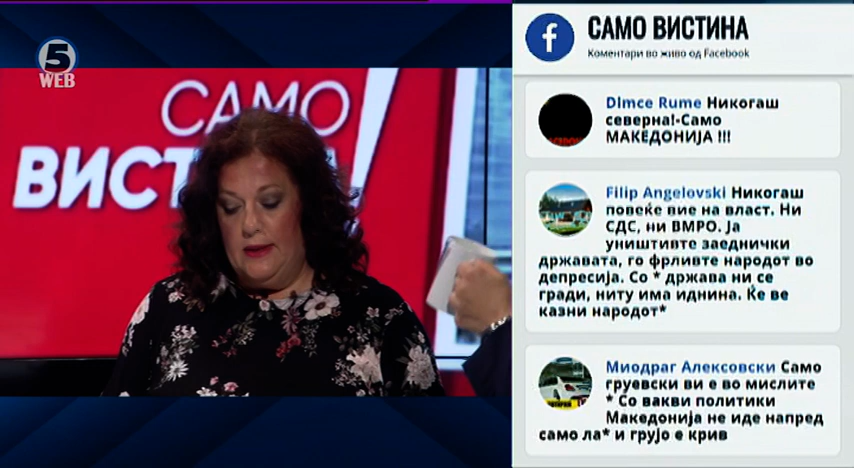 5
WEB
САМО
ВИСТ
!
f
САМО ВИСТИНА
Коментари во живо од Facebook
Dimce Rume Никогаш
северна!-Само
МАКЕДОНИЈА !!!
Filip Angelovski Никогаш
повеќе вие на власт. Ни
СДС, ни ВМРО. Ја
уништивте заеднички
државата, го фрливте народот во
депресија. Со * држава ни се
гради, ниту има иднина. Ќе ве
казни народот*
Миодраг Алексовски Само
груевски ви е во мислите
* Со вакви политики
Македонија не иде напред
само ла* и грујо е крив